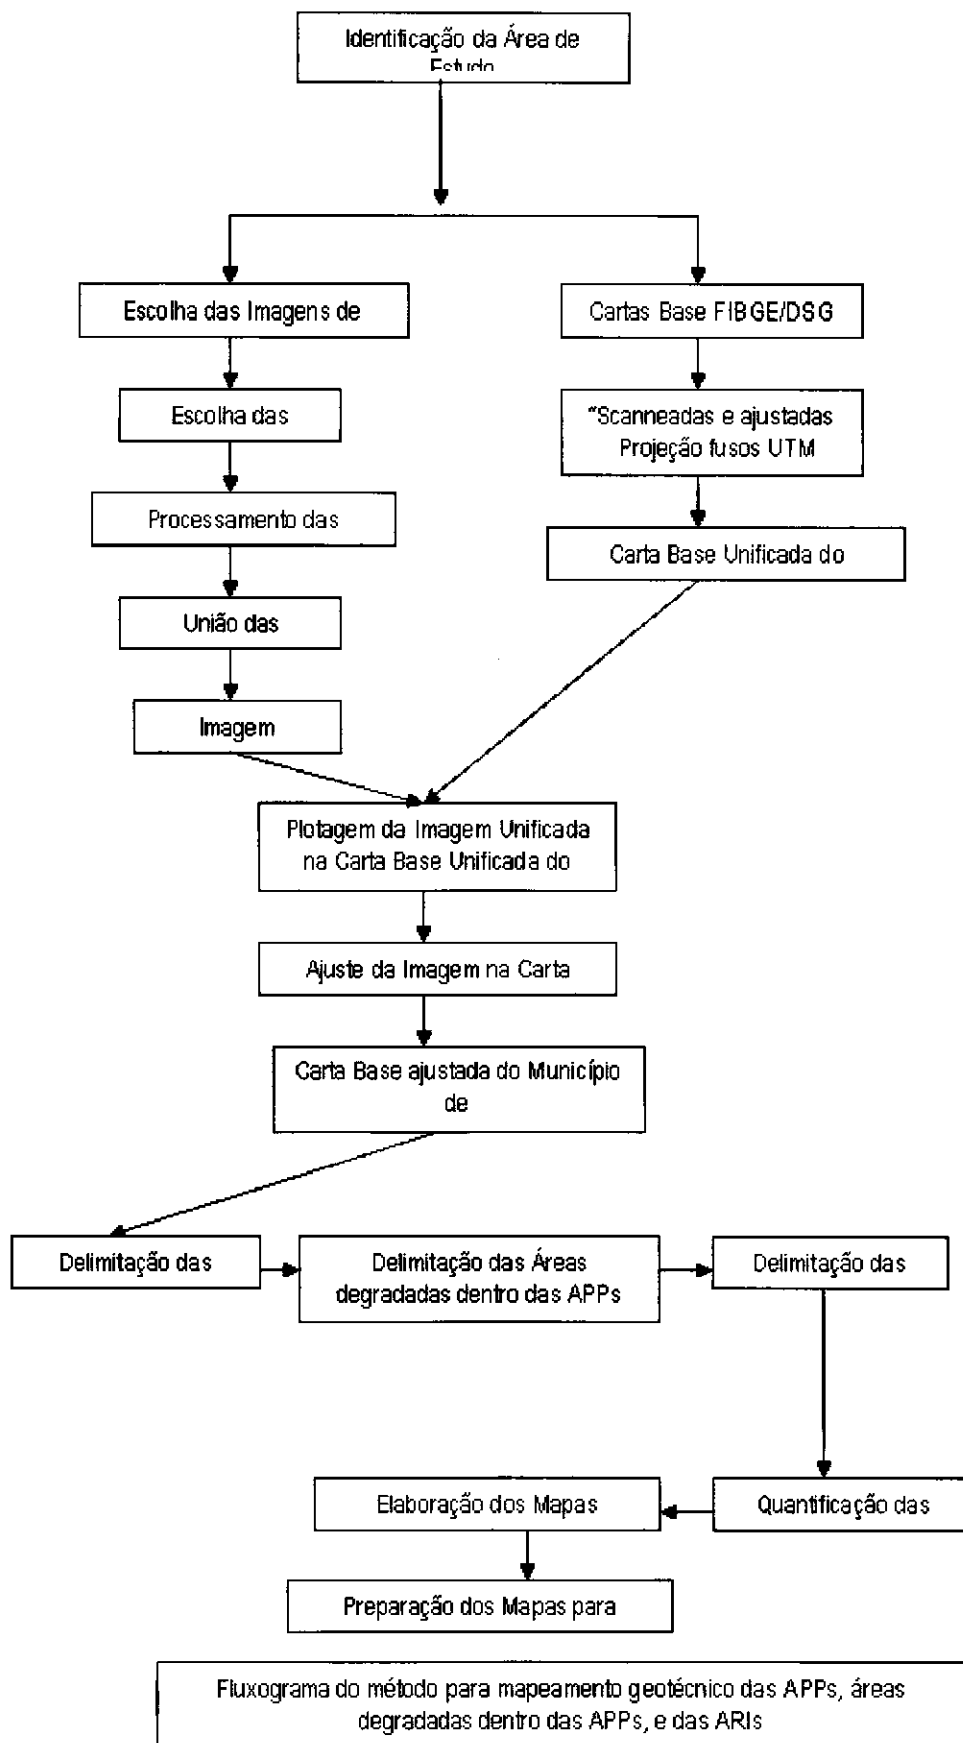 Identificação da Área de
Estudo
Escolha das Imagens de
Cartas Base FIBGE/DSG
Escolha das
"Scanneadas e ajustadas
Projeção fusos UTM
Processamento das
Carta Base Unificada do
União das
Imagem
Plotagem da Imagem Unificada
na Carta Base Unificada do
Ajuste da Imagem na Carta
Carta Base ajustada do Município
de
Delimitação das
Delimitação das Áreas
degradadas dentro das APPs
Delimitação das
Elaboração dos Mapas
Quantificação das
Preparação dos Mapas para
Fluxograma do método para mapeamento geotécnico das APPs, áreas
degradadas dentro das APPs, e das ARIs